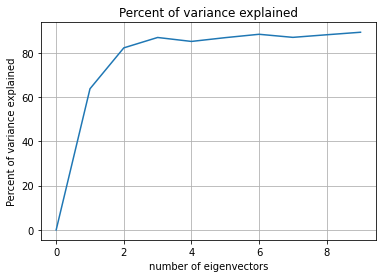 Percent of variance explained
Percent of variance explained
80
60
40
20
0
0 2 4 6 8
number of eigenvectors